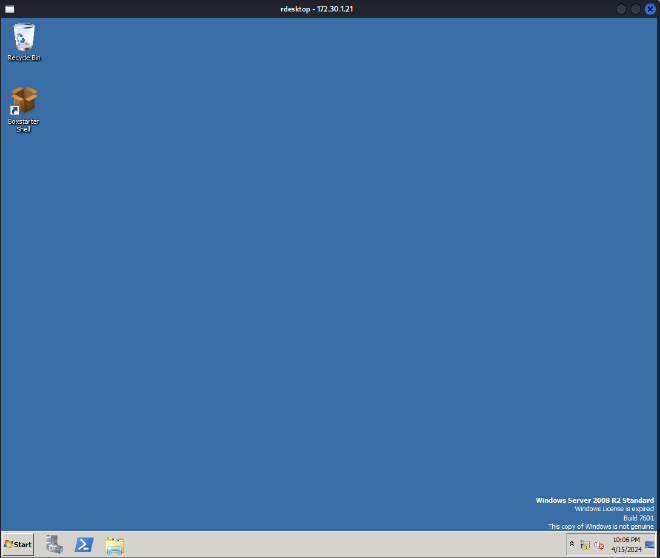 rdesktop - 172.30.1.21
Recycle Bin
Boxstarter
Shell
Windows Server 2008 R2 Standard
Windows License is expired
Build 7601
This copy of Windows is not genuine
Start
10:06 PM
4/15/2024